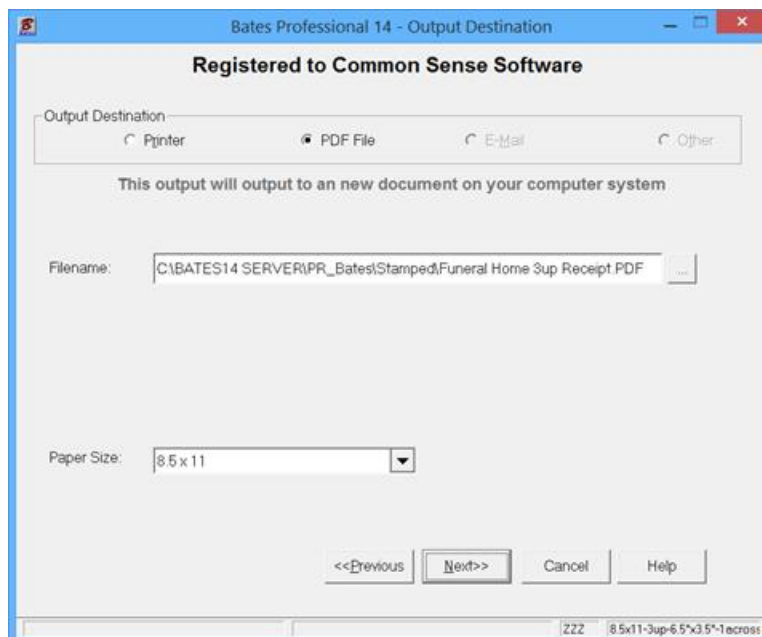 Bates Professional 14 - Output Destination
Registered to Common Sense Software
Output Destination
Printer PDF File E-Mail Other
This output will output to an new document on your computer system
Filename: C:\BATES14 SERVER\PR_Bates\Stamped\Funeral Home 3up Receipt.PDF ...
Paper Size: 8.5 x 11
<<Previous Next>> Cancel Help
ZZZ 8.5x11-3up-6.5"x3.5"-1across